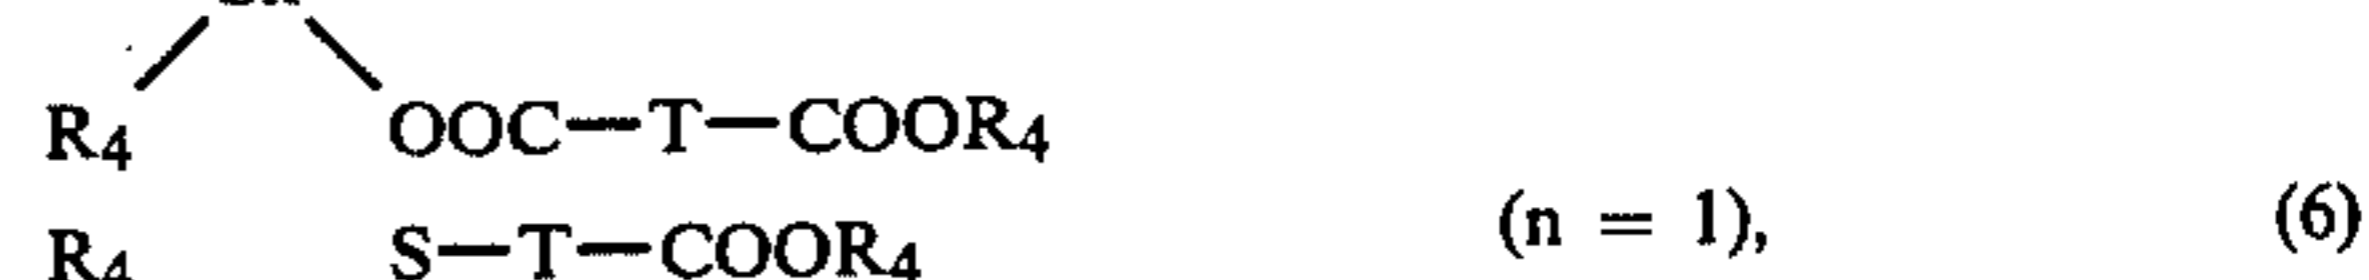 R4 OOC—T—COOR4
(n = 1), (6)
R4 S—T—COOR4